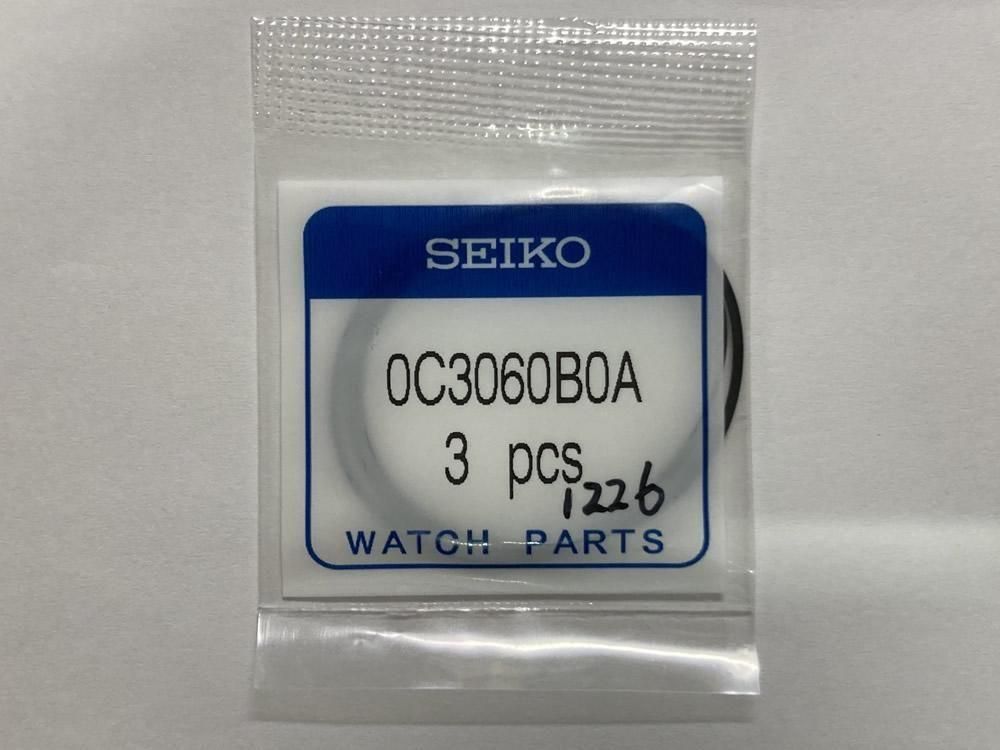 SEIKO
0C3060B0A
3 pcs
1226
WATCH PARTS